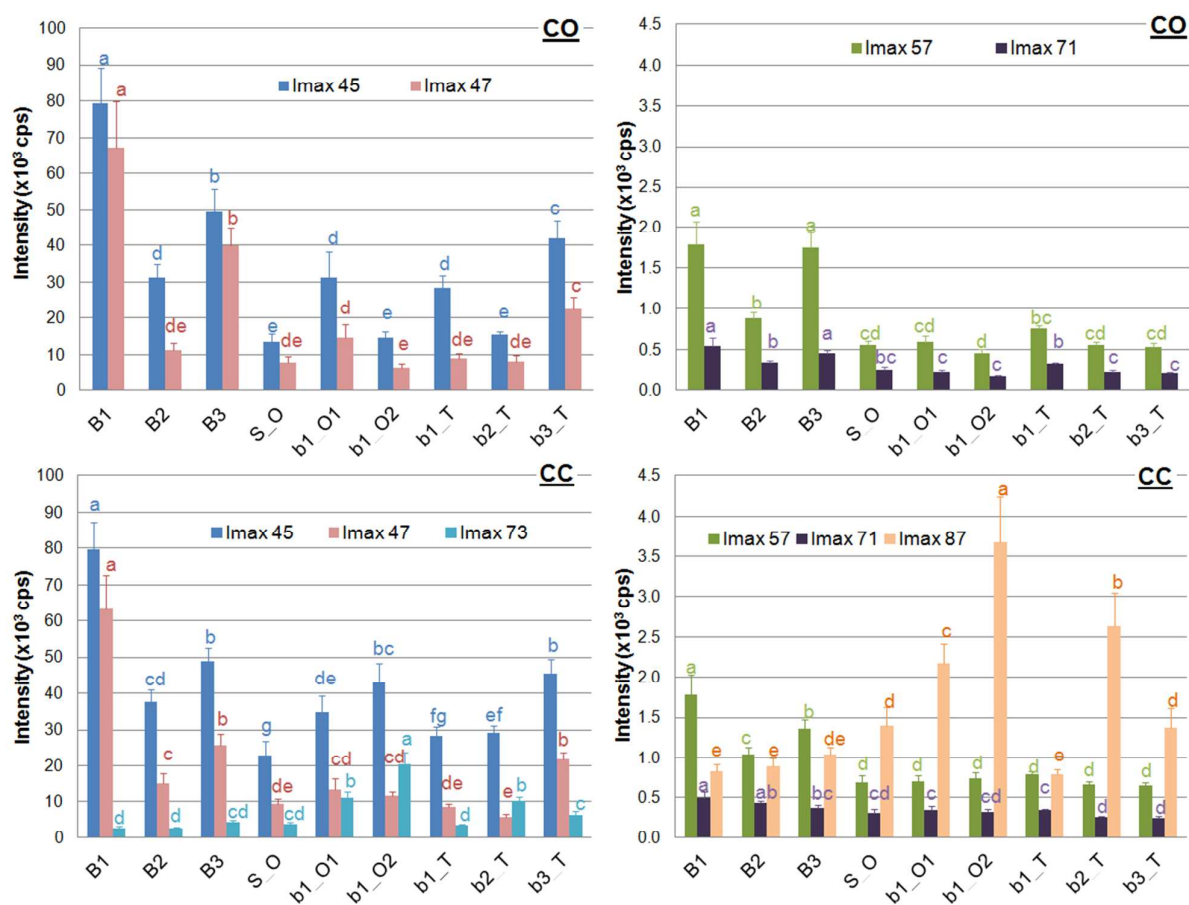 CO
Imax 45 Imax 47
Intensity (x10³ cps)
100
90
80
70
60
50
40
30
20
10
0
a a
d de
b b
e de
d d
e e
d de
e de
c c
B1 B2 B3 S_O b1_O1 b1_O2 b1_T b2_T b3_T
CO
Imax 57 Imax 71
Intensity (x10³ cps)
4.5
4.0
3.5
3.0
2.5
2.0
1.5
1.0
0.5
0.0
a a
b b
a a
cd bc
cd c
d c
bc b
cd c
cd c
B1 B2 B3 S_O b1_O1 b1_O2 b1_T b2_T b3_T
CC
Imax 45 Imax 47 Imax 73
Intensity (x10³ cps)
100
90
80
70
60
50
40
30
20
10
0
a a d
cd c d
b b cd
g de cd
de cd b
bc cd a
fg de d
ef e b
b b c
B1 B2 B3 S_O b1_O1 b1_O2 b1_T b2_T b3_T
CC
Imax 57 Imax 71 Imax 87
Intensity (x10³ cps)
4.5
4.0
3.5
3.0
2.5
2.0
1.5
1.0
0.5
0.0
a a e
c ab e
b bc de
d cd d
d c c
d cd a
d c e
d d b
d d d
B1 B2 B3 S_O b1_O1 b1_O2 b1_T b2_T b3_T